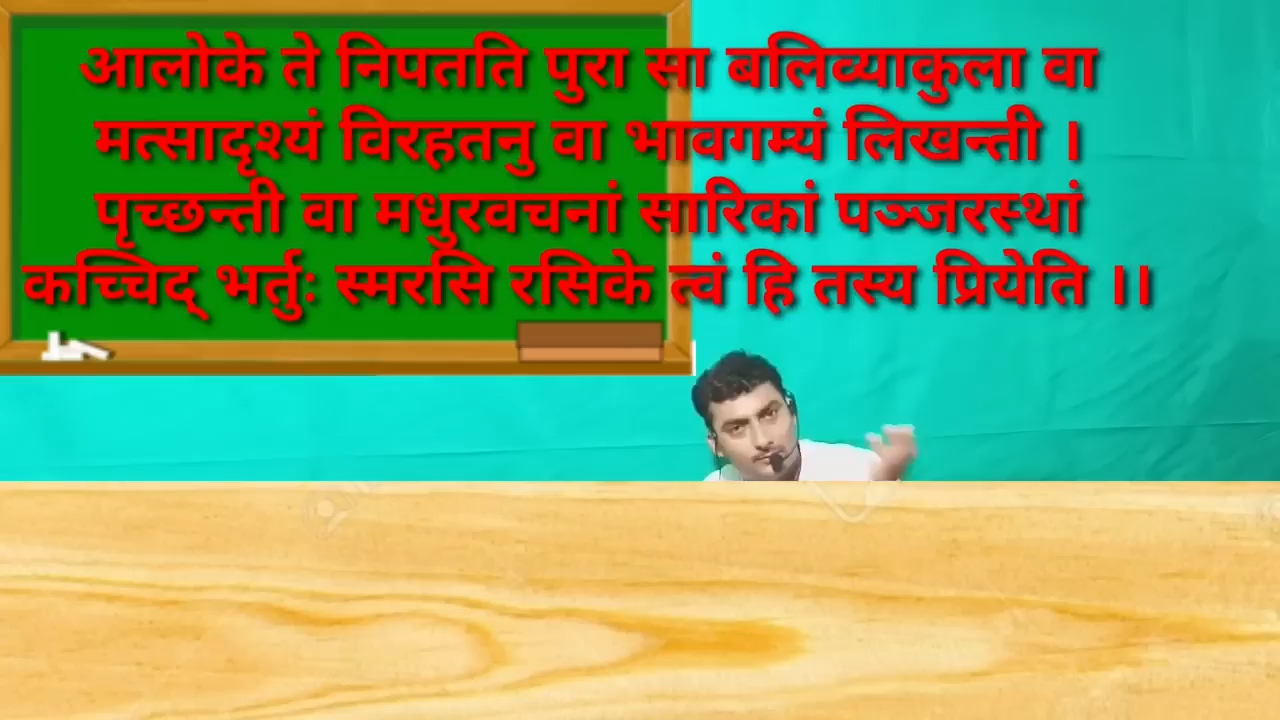 आलोके ते निपतति पुरा सा बलिव्याकुला वा
मत्सादृश्यं विरहतनु वा भावगम्यं लिखन्ती ।
पृच्छन्ती वा मधुरवचनां सारिकां पञ्जरस्थां
कच्चिद् भर्तुः स्मरसि रसिके त्वं हि तस्य प्रियेति ।।